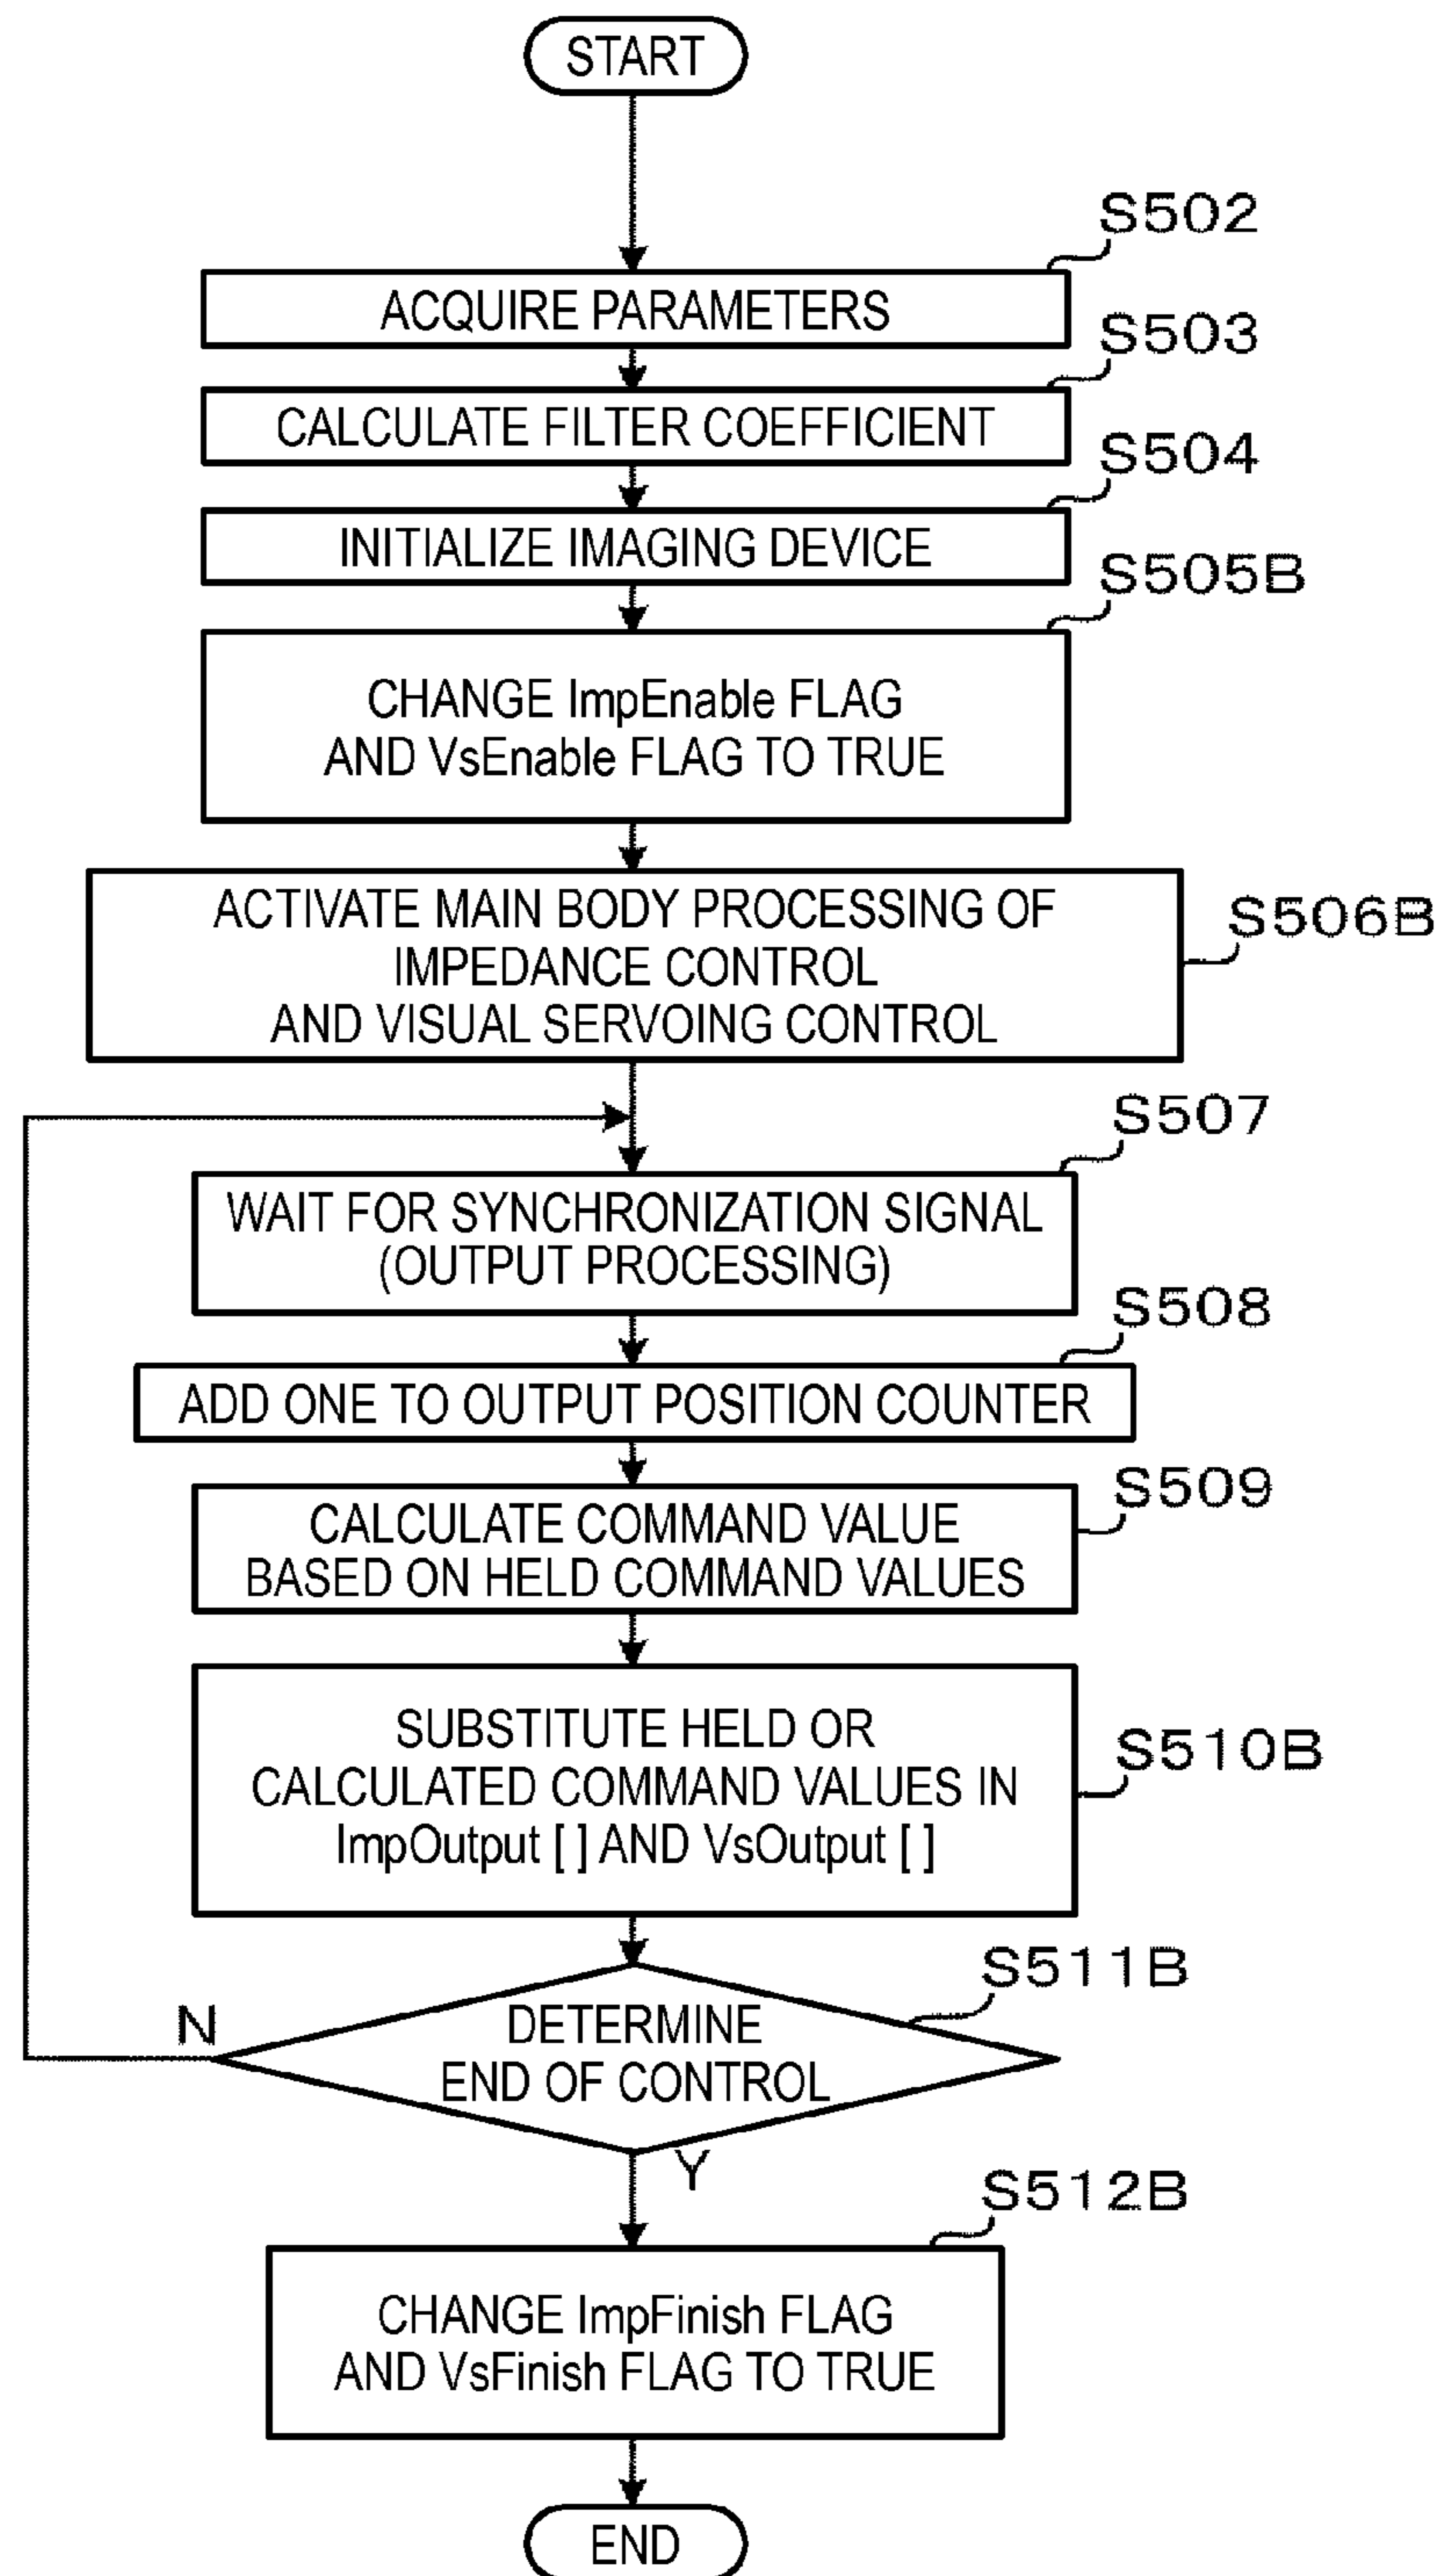 START
S502
ACQUIRE PARAMETERS
S503
CALCULATE FILTER COEFFICIENT
S504
INITIALIZE IMAGING DEVICE
S505B
CHANGE ImpEnable FLAG
AND VsEnable FLAG TO TRUE
S506B
ACTIVATE MAIN BODY PROCESSING OF
IMPEDANCE CONTROL
AND VISUAL SERVOING CONTROL
S507
WAIT FOR SYNCHRONIZATION SIGNAL
(OUTPUT PROCESSING)
S508
ADD ONE TO OUTPUT POSITION COUNTER
S509
CALCULATE COMMAND VALUE
BASED ON HELD COMMAND VALUES
S510B
SUBSTITUTE HELD OR
CALCULATED COMMAND VALUES IN
ImpOutput [ ] AND VsOutput [ ]
S511B
N
DETERMINE
END OF CONTROL
Y
S512B
CHANGE ImpFinish FLAG
AND VsFinish FLAG TO TRUE
END